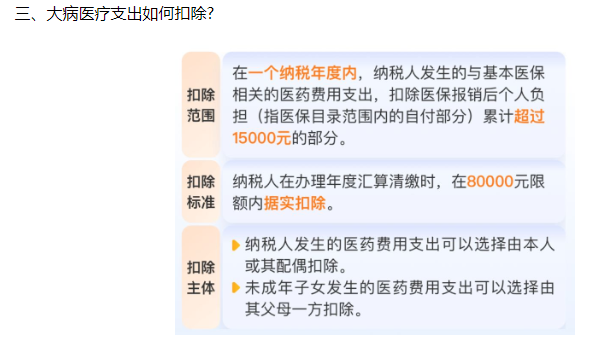 三、大病医疗支出如何扣除?
扣除
范围
在一个纳税年度内，纳税人发生的与基本医保
相关的医药费用支出，扣除医保报销后个人负
担（指医保目录范围内的自付部分）累计超过
15000元的部分。
扣除
标准
纳税人在办理年度汇算清缴时，在80000元限
额内据实扣除。
扣除
主体
纳税人发生的医药费用支出可以选择由本人
或其配偶扣除。
未成年子女发生的医药费用支出可以选择由
其父母一方扣除。